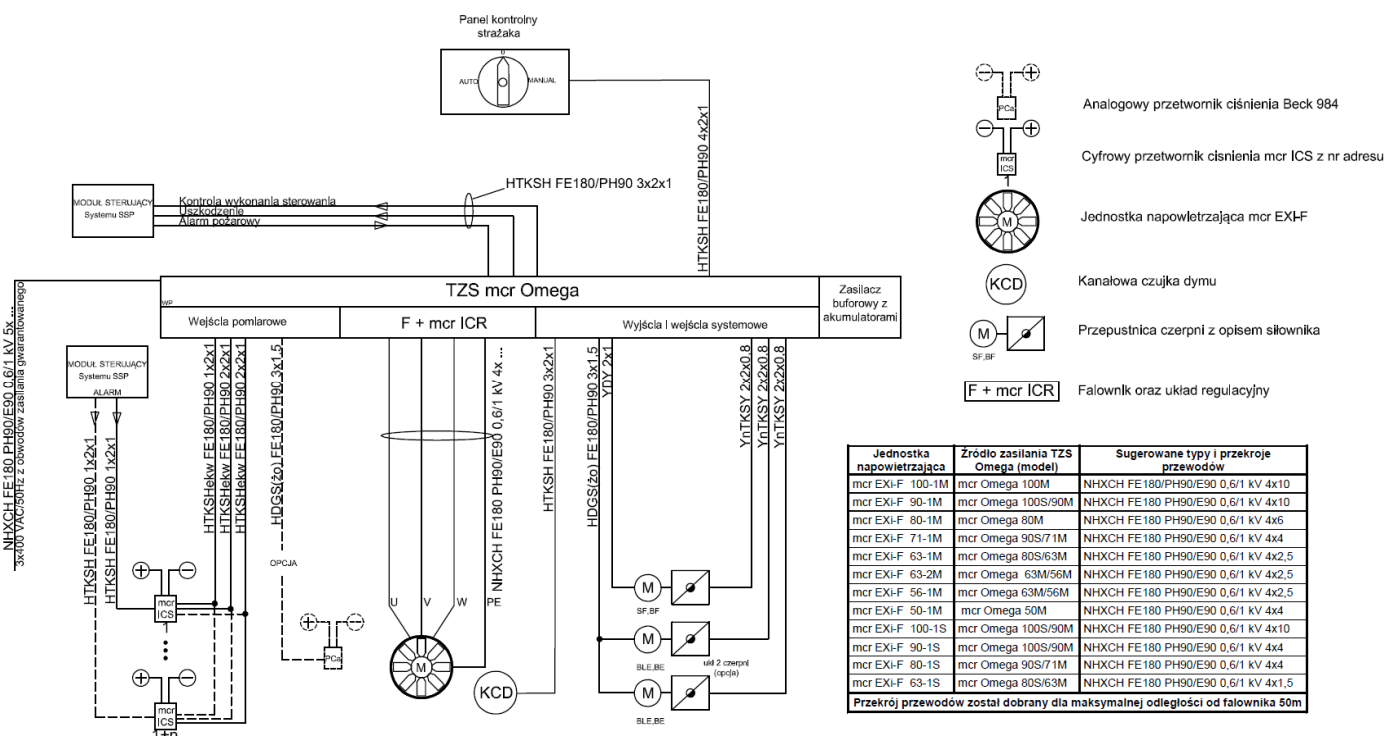 Panel kontrolny
strażaka
0
AUTO
MANUAL
HTKSH FE180/PH90 4x2x1
HTKSH FE180/PH90 3x2x1
MODUŁ STERUJĄCY
Systemu SSP
Kontrola wykonania sterowania
Uszkodzenie
Alarm pożarowy
NHXCH FE180 PH90/E90 0,6/1 kV 5x ...
3x400 VAC/50Hz z obwodów zasilania gwarantowanego
TZS mcr Omega
WP
Zasilacz
buforowy z
akumulatorami
Wejścia pomiarowe
F + mcr ICR
Wyjścia i wejścia systemowe
MODUŁ STERUJĄCY
Systemu SSP
ALARM
HTKSH FE180/PH90 1x2x1
HTKSH FE180/PH90 1x2x1
HTKSHekw FE180/PH90 1x2x1
HTKSHekw FE180/PH90 2x2x1
HTKSHekw FE180/PH90 2x2x1
HDGS(żo) FE180/PH90 3x1,5
OPCJA
NHXCH FE180 PH90/E90 0,6/1 kV 4x ...
HTKSH FE180/PH90 3x2x1
HDGS(żo) FE180/PH90 3x1,5
YDY 2x1
YnTKSY 2x2x0,8
YnTKSY 2x2x0,8
YnTKSY 2x2x0,8
mcr
ICS
1
mcr
ICS
1+n
PCa
U
V
W
PE
M
KCD
M
SF,BF
M
BLE,BE
ukł 2 czerpni
(opcja)
M
BLE,BE
PCa
Analogowy przetwornik ciśnienia Beck 984
mcr
ICS
1
Cyfrowy przetwornik cisnienia mcr ICS z nr adresu
M
Jednostka napowietrzająca mcr EXI-F
KCD
Kanałowa czujka dymu
M
SF,BF
Przepustnica czerpni z opisem siłownika
F + mcr ICR
Falownik oraz układ regulacyjny
Jednostka napowietrzająca | Źródło zasilania TZS Omega (model) | Sugerowane typy i przekroje przewodów
mcr EXi-F 100-1M | mcr Omega 100M | NHXCH FE180/PH90/E90 0,6/1 kV 4x10
mcr EXi-F 90-1M | mcr Omega 100S/90M | NHXCH FE180 PH90/E90 0,6/1 kV 4x10
mcr EXi-F 80-1M | mcr Omega 80M | NHXCH FE180 PH90/E90 0,6/1 kV 4x6
mcr EXi-F 71-1M | mcr Omega 90S/71M | NHXCH FE180 PH90/E90 0,6/1 kV 4x4
mcr EXi-F 63-1M | mcr Omega 80S/63M | NHXCH FE180 PH90/E90 0,6/1 kV 4x2,5
mcr EXi-F 63-2M | mcr Omega 63M/56M | NHXCH FE180 PH90/E90 0,6/1 kV 4x2,5
mcr EXi-F 56-1M | mcr Omega 63M/56M | NHXCH FE180 PH90/E90 0,6/1 kV 4x2,5
mcr EXi-F 50-1M | mcr Omega 50M | NHXCH FE180 PH90/E90 0,6/1 kV 4x4
mcr EXi-F 100-1S | mcr Omega 100S/90M | NHXCH FE180 PH90/E90 0,6/1 kV 4x10
mcr EXi-F 90-1S | mcr Omega 100S/90M | NHXCH FE180 PH90/E90 0,6/1 kV 4x4
mcr EXi-F 80-1S | mcr Omega 90S/71M | NHXCH FE180 PH90/E90 0,6/1 kV 4x4
mcr EXi-F 63-1S | mcr Omega 80S/63M | NHXCH FE180 PH90/E90 0,6/1 kV 4x1,5
Przekrój przewodów został dobrany dla maksymalnej odległości od falownika 50m